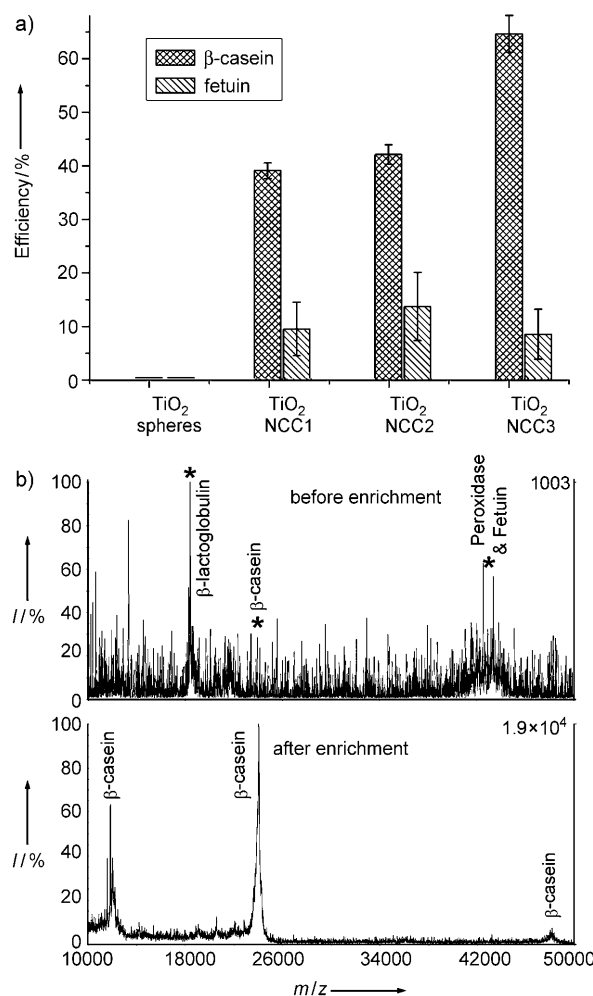 a)
β-casein
fetuin
Efficiency/%
60
50
40
30
20
10
0
TiO2 spheres
TiO2 NCC1
TiO2 NCC2
TiO2 NCC3
b)
before enrichment
1003
β-lactoglobulin
*
β-casein
*
Peroxidase
& Fetuin
*
I/%
100
80
60
40
20
0
after enrichment
1.9×10⁴
β-casein
β-casein
β-casein
I/%
100
80
60
40
20
0
10000 18000 26000 34000 42000 50000
m/z